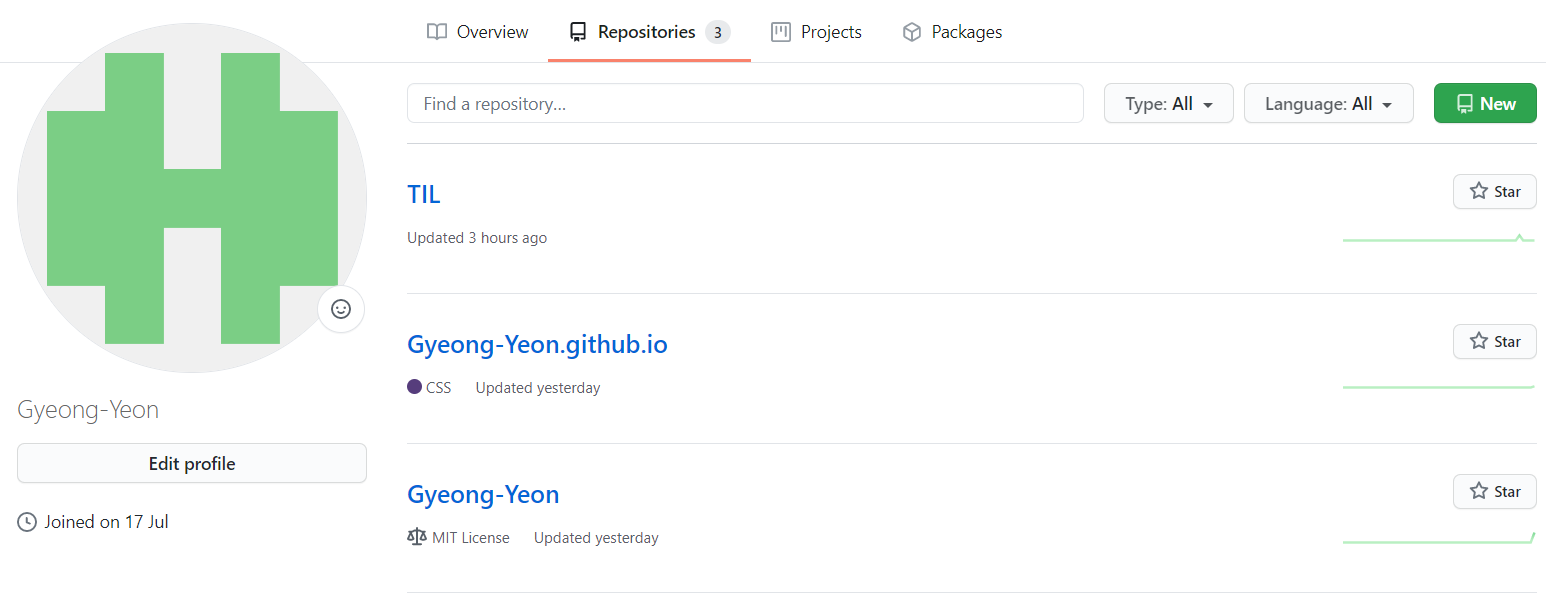 Overview Repositories 3 Projects Packages
Find a repository... Type: All Language: All New
TIL Star
Updated 3 hours ago
Gyeong-Yeon.github.io Star
CSS Updated yesterday
Gyeong-Yeon
Edit profile
Gyeong-Yeon Star
Joined on 17 Jul
MIT License Updated yesterday